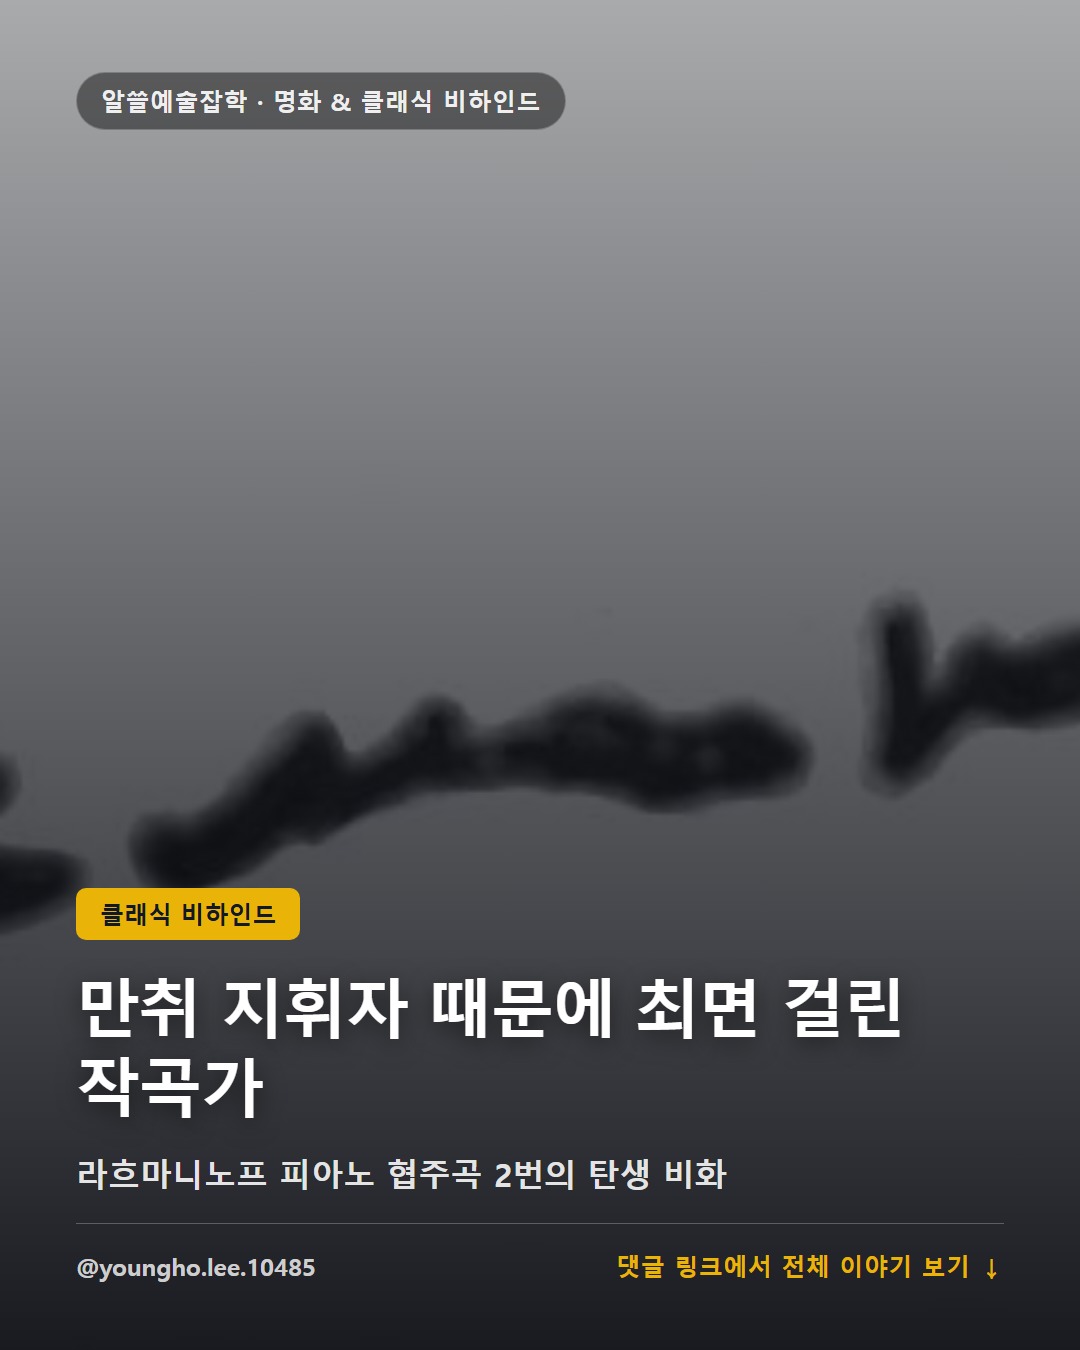 알쓸예술잡학 · 명화 & 클래식 비하인드
클래식 비하인드
만취 지휘자 때문에 최면 걸린
작곡가
라흐마니노프 피아노 협주곡 2번의 탄생 비화
@youngho.lee.10485
댓글 링크에서 전체 이야기 보기 ↓